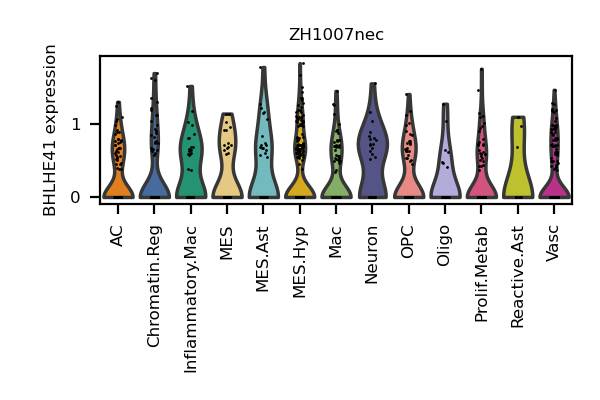 ZH1007nec
BHLHE41 expression
1
0
AC
Chromatin.Reg
Inflammatory.Mac
MES
MES.Ast
MES.Hyp
Mac
Neuron
OPC
Oligo
Prolif.Metab
Reactive.Ast
Vasc